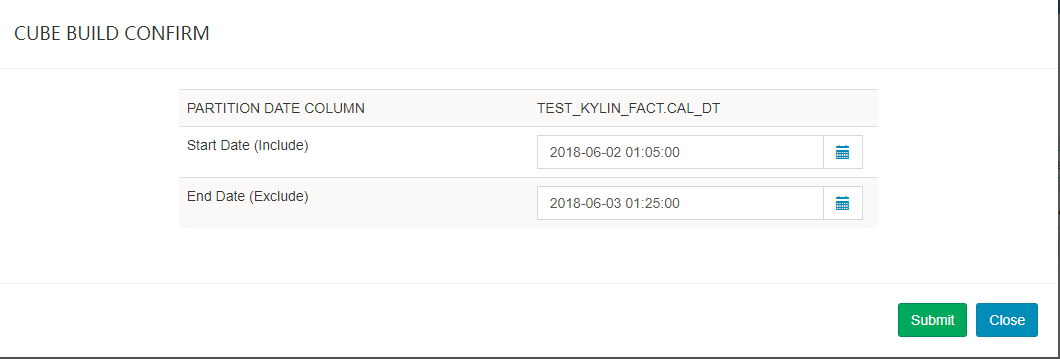 CUBE BUILD CONFIRM
PARTITION DATE COLUMN TEST_KYLIN_FACT.CAL_DT
Start Date (Include) 2018-06-02 01:05:00
End Date (Exclude) 2018-06-03 01:25:00
Submit Close